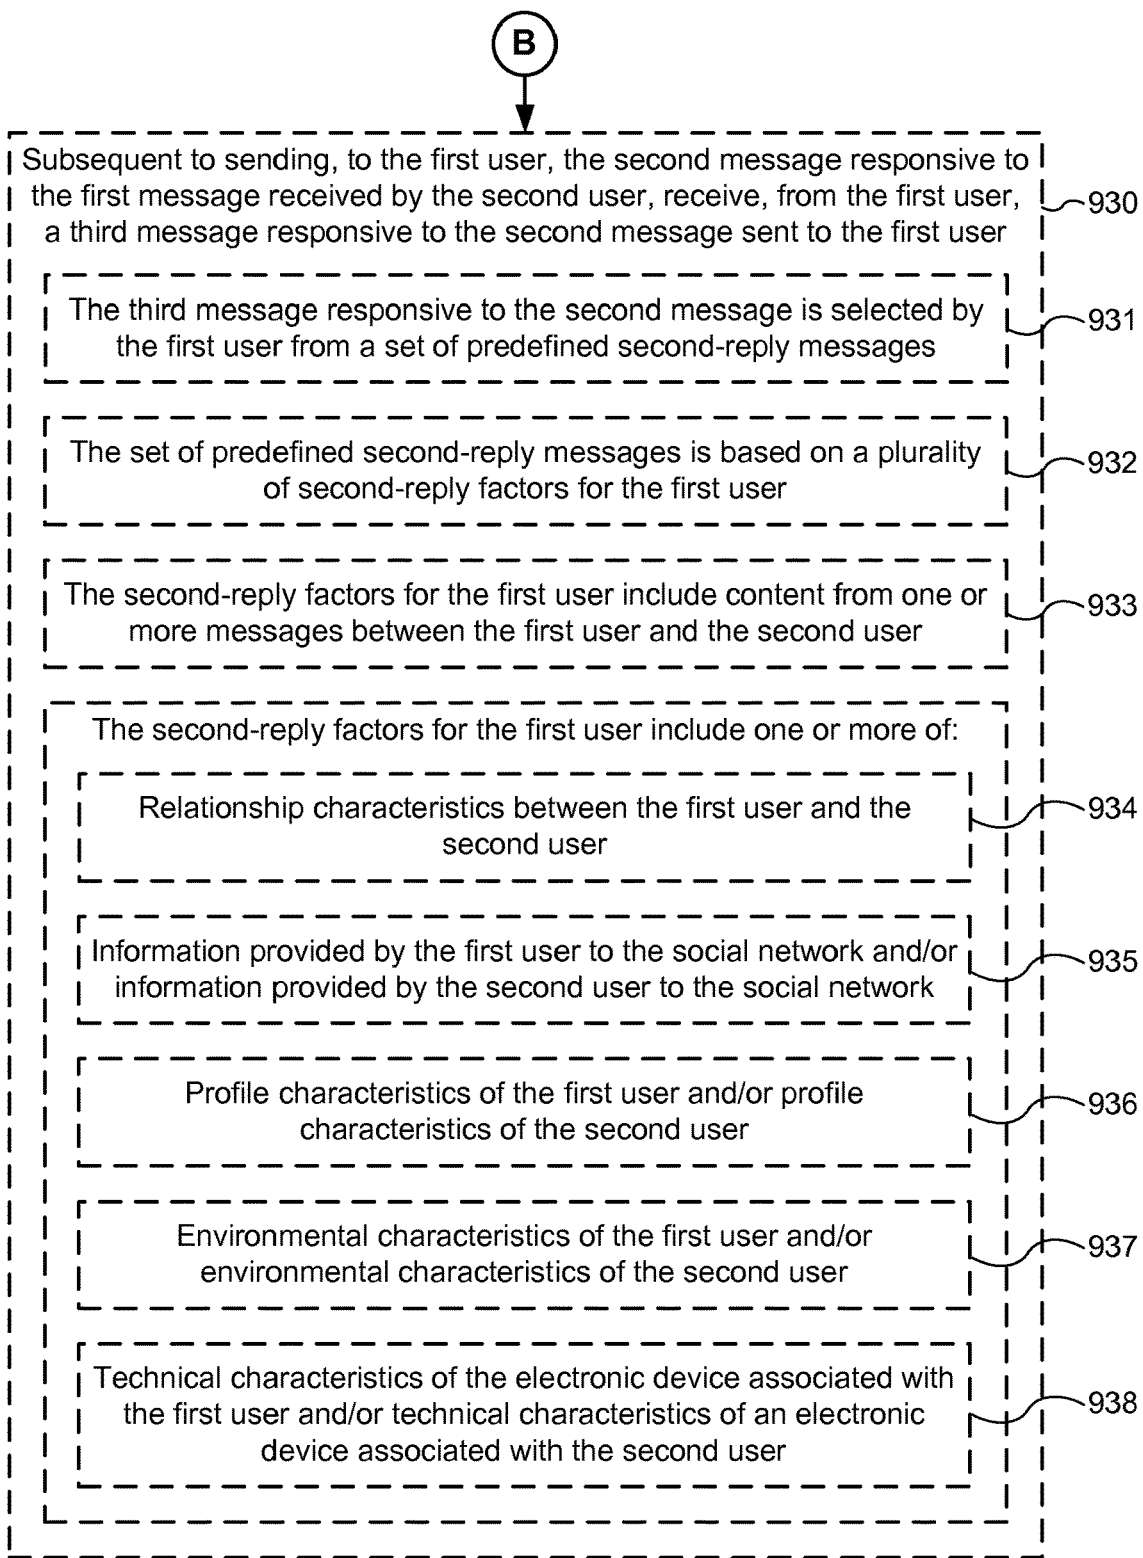 B
Subsequent to sending, to the first user, the second message responsive to
the first message received by the second user, receive, from the first user,
a third message responsive to the second message sent to the first user
930
The third message responsive to the second message is selected by
the first user from a set of predefined second-reply messages
931
The set of predefined second-reply messages is based on a plurality
of second-reply factors for the first user
932
The second-reply factors for the first user include content from one or
more messages between the first user and the second user
933
The second-reply factors for the first user include one or more of:
Relationship characteristics between the first user and the
second user
934
Information provided by the first user to the social network and/or
information provided by the second user to the social network
935
Profile characteristics of the first user and/or profile
characteristics of the second user
936
Environmental characteristics of the first user and/or
environmental characteristics of the second user
937
Technical characteristics of the electronic device associated with
the first user and/or technical characteristics of an electronic
device associated with the second user
938